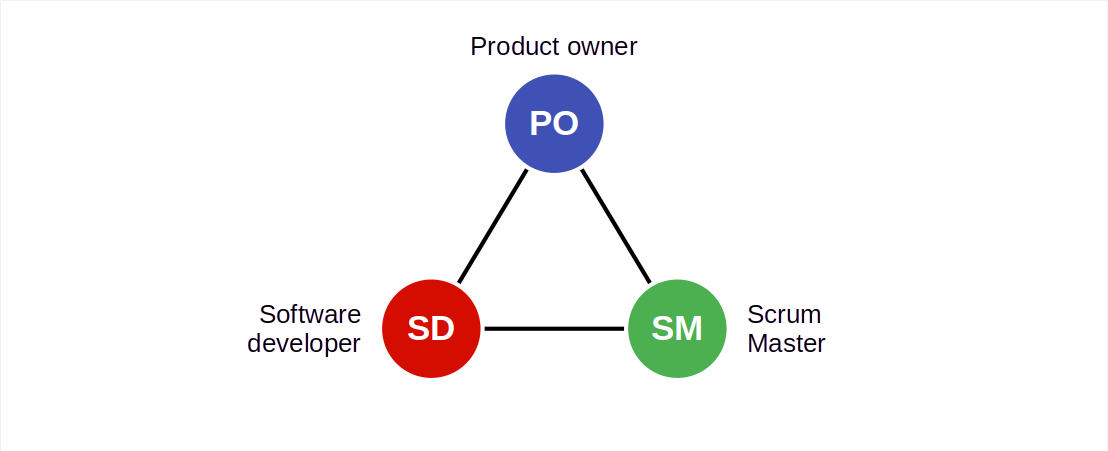 Product owner
PO
Software
developer
SD
SM
Scrum
Master